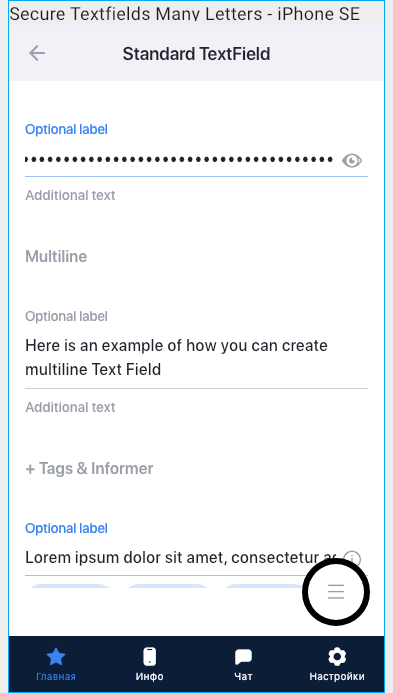 Secure Textfields Many Letters - iPhone SE
Standard TextField
Optional label
Additional text
Multiline
Optional label
Here is an example of how you can create
multiline Text Field
Additional text
+ Tags & Informer
Optional label
Lorem ipsum dolor sit amet, consectetur
Главная Инфо Чат Настройки